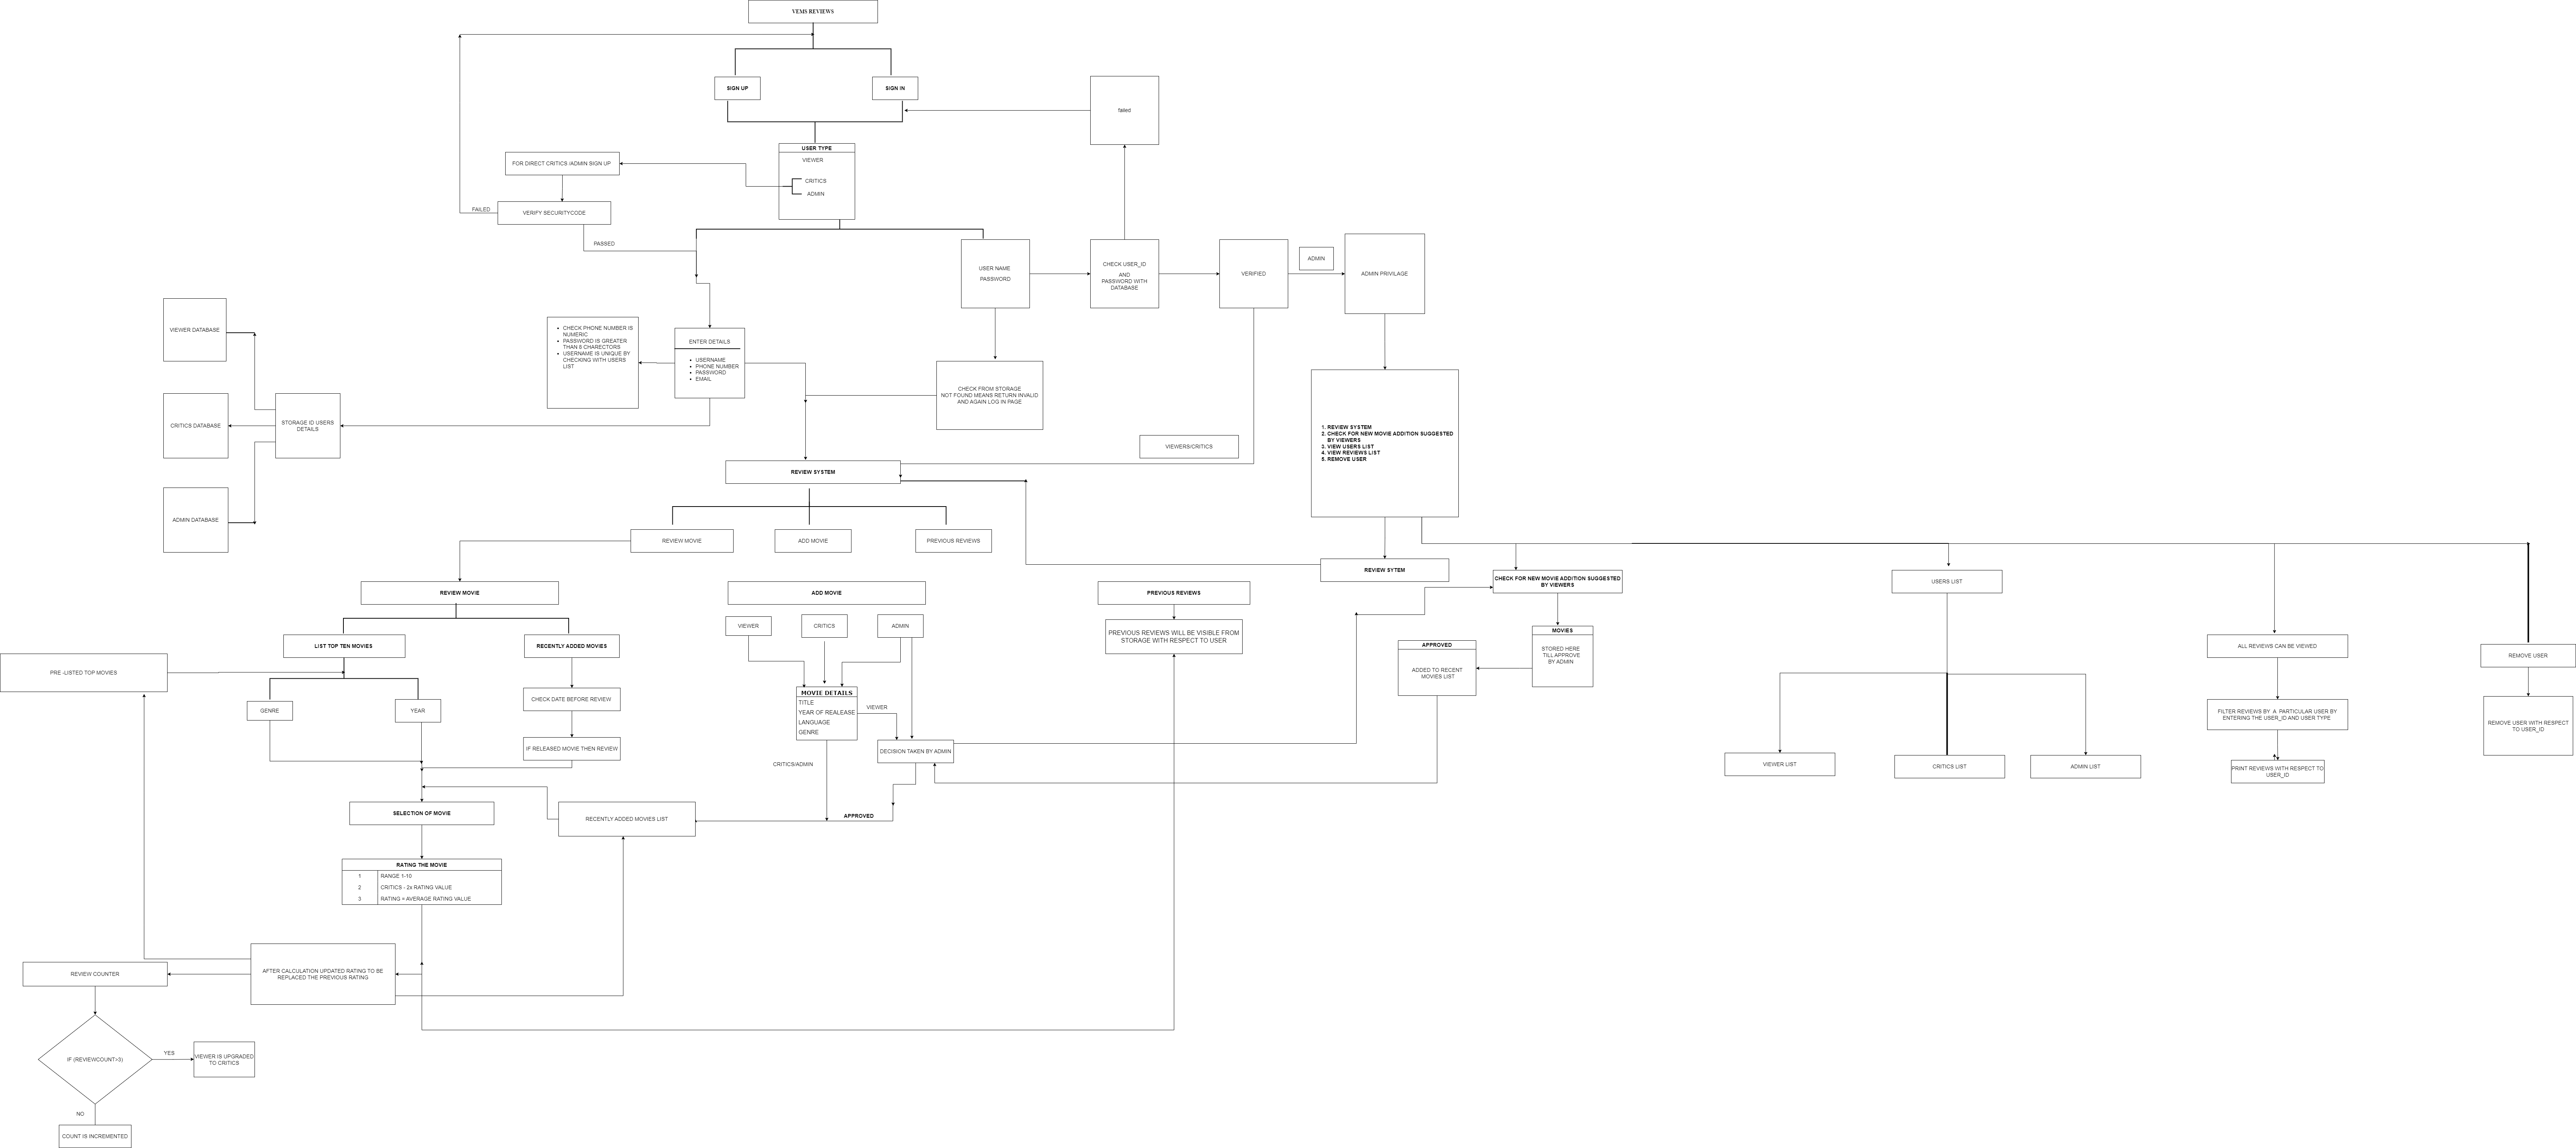 VEMS REVIEWS
SIGN UP
SIGN IN
failed
USER TYPE
VIEWER
CRITICS
ADMIN
FOR DIRECT CRITICS /ADMIN SIGN UP
VERIFY SECURITYCODE
FAILED
PASSED
USER NAME
PASSWORD
CHECK USER_ID
AND
PASSWORD WITH
DATABASE
VERIFIED
ADMIN
ADMIN PRIVILAGE
VIEWER DATABASE
CRITICS DATABASE
ADMIN DATABASE
STORAGE ID USERS
DETAILS
• CHECK PHONE NUMBER IS
NUMERIC
• PASSWORD IS GREATER
THAN 6 CHARECTORS
• USERNAME IS UNIQUE BY
CHECKING WITH USERS
LIST
ENTER DETAILS
• USERNAME
• PHONE NUMBER
• PASSWORD
• EMAIL
CHECK FROM STORAGE
NOT FOUND MEANS RETURN INVALID
AND AGAIN LOG IN PAGE
VIEWERS/CRITICS
1. REVIEW SYSTEM
2. CHECK FOR NEW MOVIE ADDITION SUGGESTED
BY VIEWERS
3. VIEW USERS LIST
4. VIEW REVIEWS LIST
5. REMOVE USER
REVIEW SYSTEM
REVIEW MOVIE
ADD MOVIE
PREVIOUS REVIEWS
REVIEW MOVIE
ADD MOVIE
PREVIOUS REVIEWS
REVIEW SYTEM
CHECK FOR NEW MOVIE ADDITION SUGGESTED
BY VIEWERS
USERS LIST
VIEWER
CRITICS
ADMIN
PREVIOUS REVIEWS WILL BE VISIBLE FROM
STORAGE WITH RESPECT TO USER
LIST TOP TEN MOVIES
RECENTLY ADDED MOVIES
PRE -LISTED TOP MOVIES
APPROVED
ADDED TO RECENT
MOVIES LIST
MOVIES
STORED HERE
TILL APPROVE
BY ADMIN
ALL REVIEWS CAN BE VIEWED
REMOVE USER
GENRE
YEAR
CHECK DATE BEFORE REVIEW
IF RELEASED MOVIE THEN REVIEW
MOVIE DETAILS
TITLE
YEAR OF REALEASE
LANGUAGE
GENRE
VIEWER
DECISION TAKEN BY ADMIN
CRITICS/ADMIN
FILTER REVIEWS BY  A  PARTICULAR USER BY
ENTERING THE USER_ID AND USER TYPE
REMOVE USER WITH RESPECT
TO USER_ID
VIEWER LIST
CRITICS LIST
ADMIN LIST
PRINT REVIEWS WITH RESPECT TO
USER_ID
SELECTION OF MOVIE
RECENTLY ADDED MOVIES LIST
APPROVED
RATING THE MOVIE
1 RANGE 1-10
2 CRITICS - 2x RATING VALUE
3 RATING = AVERAGE RATING VALUE
REVIEW COUNTER
AFTER CALCULATION UPDATED RATING TO BE
REPLACED THE PREVIOUS RATING
IF (REVIEWCOUNT>3)
YES
VIEWER IS UPGRADED
TO CRITICS
NO
COUNT IS INCREMENTED